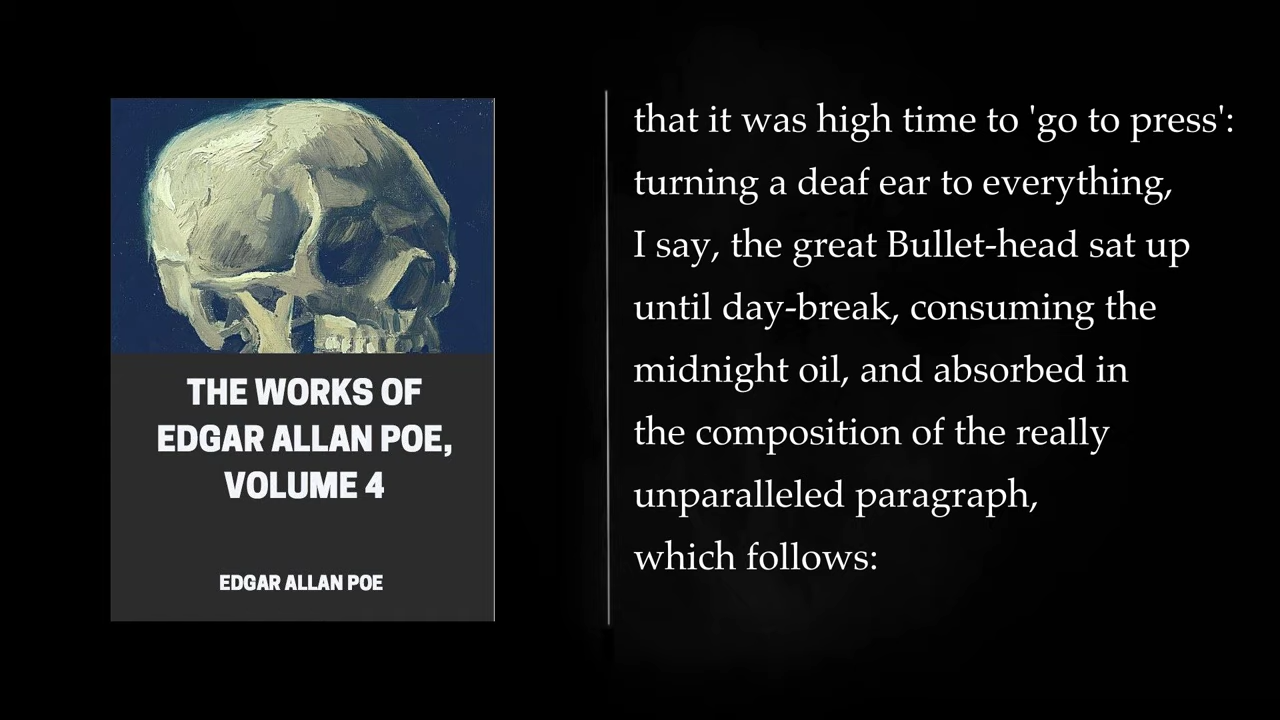 THE WORKS OF
EDGAR ALLAN POE,
VOLUME 4
EDGAR ALLAN POE
that it was high time to 'go to press':
turning a deaf ear to everything,
I say, the great Bullet-head sat up
until day-break, consuming the
midnight oil, and absorbed in
the composition of the really
unparalleled paragraph,
which follows: